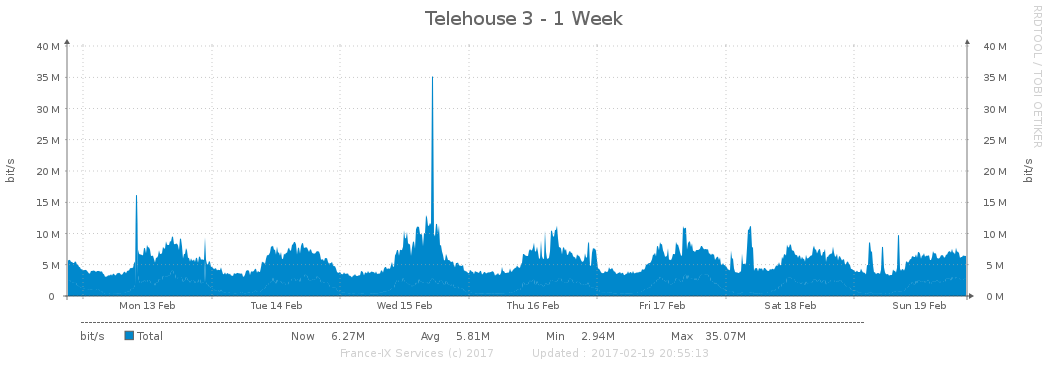 Telehouse 3 - 1 Week
RRDTOOL / TOBI OETIKER
40 M 40 M
35 M 35 M
30 M 30 M
25 M 25 M
20 M 20 M
bit/s bit/s
15 M 15 M
10 M 10 M
5 M 5 M
0 0 M
Mon 13 Feb Tue 14 Feb Wed 15 Feb Thu 16 Feb Fri 17 Feb Sat 18 Feb Sun 19 Feb
bit/s Total Now 6.27M Avg 5.81M Min 2.94M Max 35.07M
France-IX Services (c) 2017 Updated : 2017-02-19 20:55:13